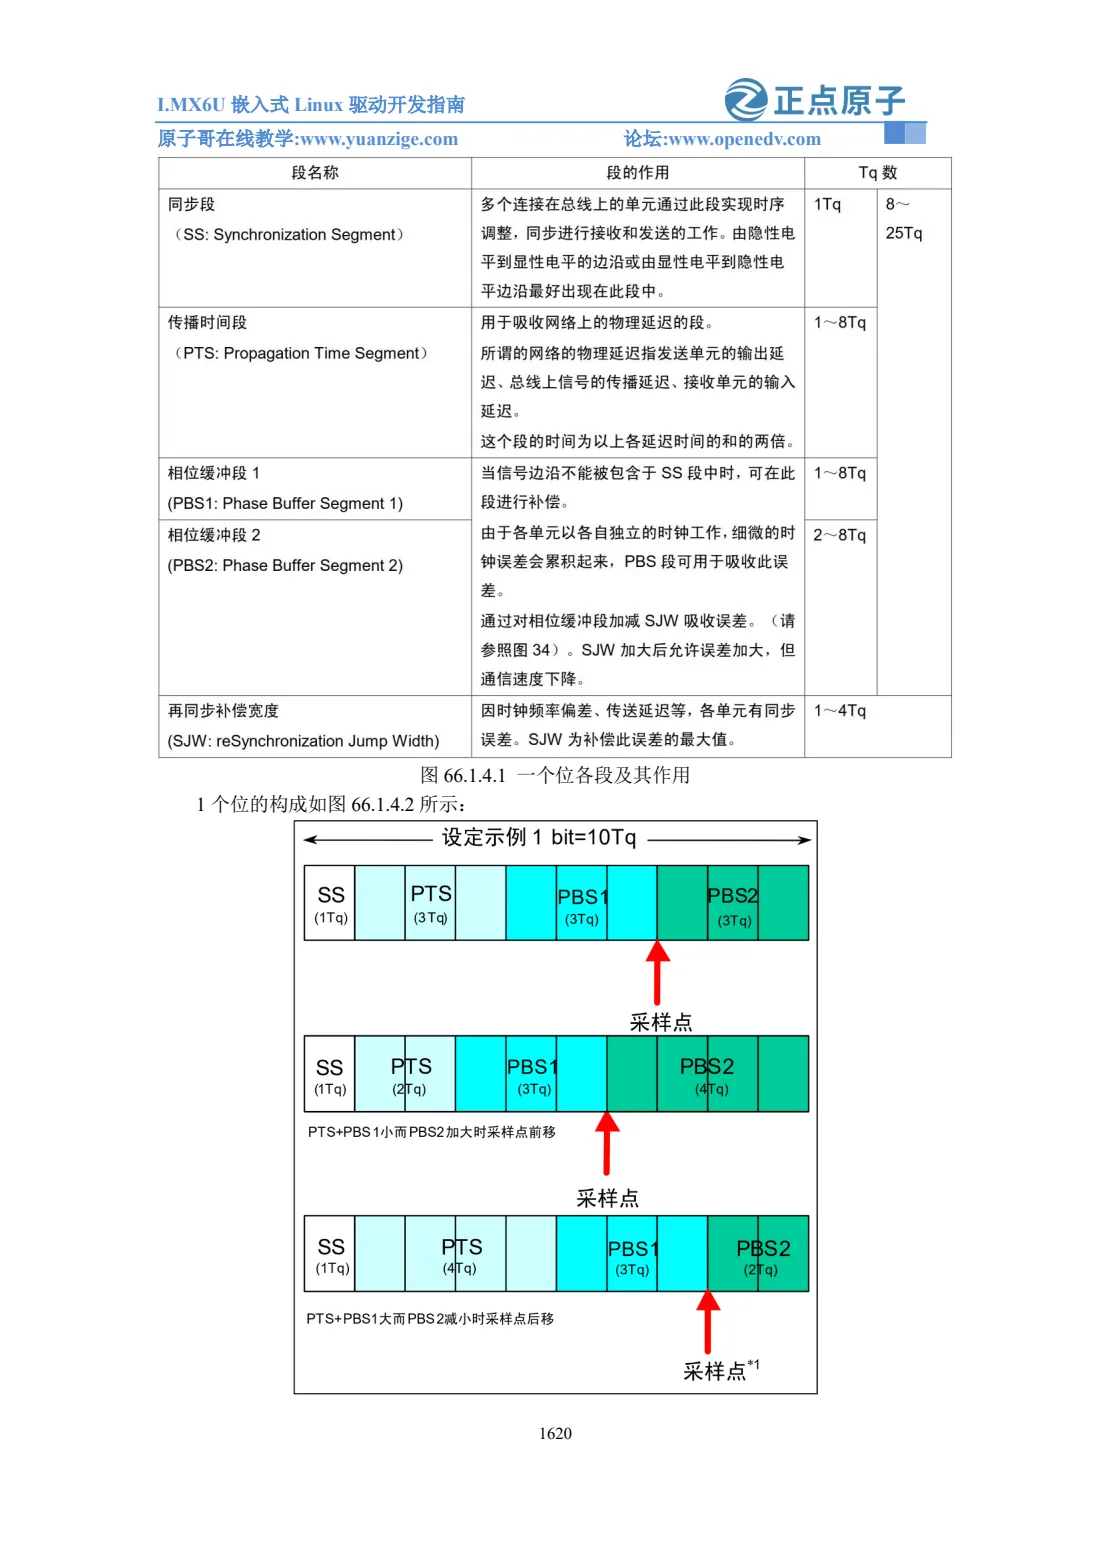 I.MX6U 嵌入式 Linux 驱动开发指南
正点原子
原子哥在线教学:www.yuanzige.com 论坛:www.openedv.com
段名称 段的作用 Tq 数
同步段
（SS: Synchronization Segment）
多个连接在总线上的单元通过此段实现时序
调整，同步进行接收和发送的工作。由隐性电
平到显性电平的边沿或由显性电平到隐性电
平边沿最好出现在此段中。
1Tq
8～
25Tq
传播时间段
（PTS: Propagation Time Segment）
用于吸收网络上的物理延迟的段。
所谓的网络的物理延迟指发送单元的输出延
迟、总线上信号的传播延迟、接收单元的输入
延迟。
这个段的时间为以上各延迟时间的和的两倍。
1～8Tq
相位缓冲段 1
(PBS1: Phase Buffer Segment 1)
当信号边沿不能被包含于 SS 段中时，可在此
段进行补偿。
1～8Tq
相位缓冲段 2
(PBS2: Phase Buffer Segment 2)
由于各单元以各自独立的时钟工作，细微的时
钟误差会累积起来，PBS 段可用于吸收此误
差。
通过对相位缓冲段加减 SJW 吸收误差。（请
参照图 34）。SJW 加大后允许误差加大，但
通信速度下降。
2～8Tq
再同步补偿宽度
(SJW: reSynchronization Jump Width)
因时钟频率偏差、传送延迟等，各单元有同步
误差。SJW 为补偿此误差的最大值。
1～4Tq
图 66.1.4.1 一个位各段及其作用
1 个位的构成如图 66.1.4.2 所示：
设定示例 1 bit=10Tq
SS PTS PBS1 PBS2
(1Tq) (3Tq) (3Tq) (3Tq)
采样点
SS PTS PBS1 PBS2
(1Tq) (2Tq) (3Tq) (4Tq)
PTS+PBS1小而PBS2加大时采样点前移
采样点
SS PTS PBS1 PBS2
(1Tq) (4Tq) (3Tq) (2Tq)
PTS+PBS1大而PBS2减小时采样点后移
采样点*1
1620